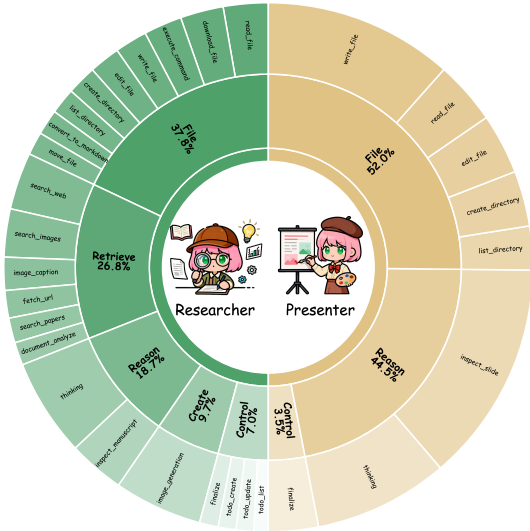 read_file
download_file
execute_command
write_file
edit_file
create_directory
list_directory
convert_to_markdown
move_file
search_web
search_images
image_caption
fetch_url
search_papers
document_analyze
thinking
inspect_manuscript
image_generation
finalize
todo_create
todo_update
todo_list
File
37.8%
Retrieve
26.8%
Reason
18.7%
Create
9.7%
Control
7.0%
Researcher
Presenter
write_file
read_file
edit_file
create_directory
list_directory
inspect_slide
thinking
finalize
File
52.0%
Reason
44.5%
Control
3.5%